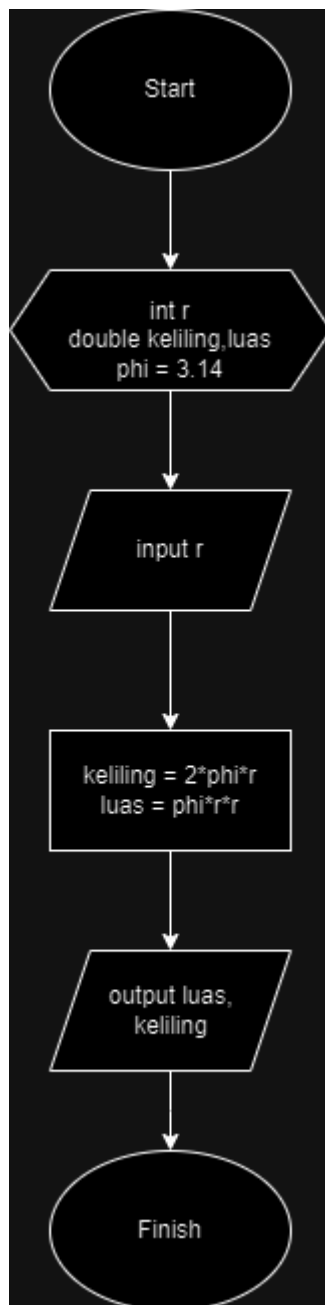 Start
int r
double keliling,luas
phi = 3.14
input r
keliling = 2*phi*r
luas = phi*r*r
output luas,
keliling
Finish